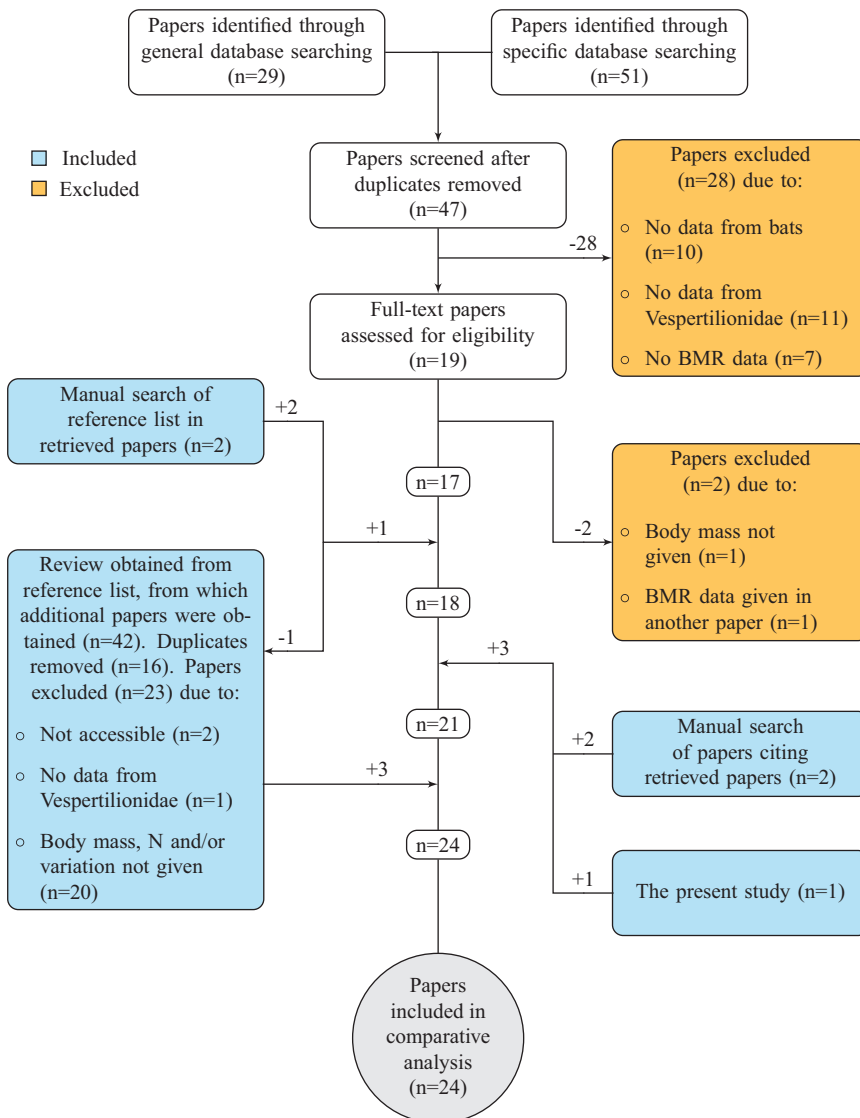 Papers identified through
general database searching
(n=29)
Papers identified through
specific database searching
(n=51)
Included
Excluded
Papers screened after
duplicates removed
(n=47)
Papers excluded
(n=28) due to:
○ No data from bats
(n=10)
○ No data from
Vespertilionidae (n=11)
○ No BMR data (n=7)
-28
Full-text papers
assessed for eligibility
(n=19)
Manual search of
reference list in
retrieved papers (n=2)
+2
n=17
Papers excluded
(n=2) due to:
○ Body mass not
given (n=1)
○ BMR data given in
another paper (n=1)
-2
+1
Review obtained from
reference list, from which
additional papers were ob-
tained (n=42). Duplicates
removed (n=16). Papers
excluded (n=23) due to:
○ Not accessible (n=2)
○ No data from
Vespertilionidae (n=1)
○ Body mass, N and/or
variation not given
(n=20)
-1
n=18
+3
n=21
+2
Manual search
of papers citing
retrieved papers (n=2)
+3
n=24
+1
The present study (n=1)
Papers
included in
comparative
analysis
(n=24)